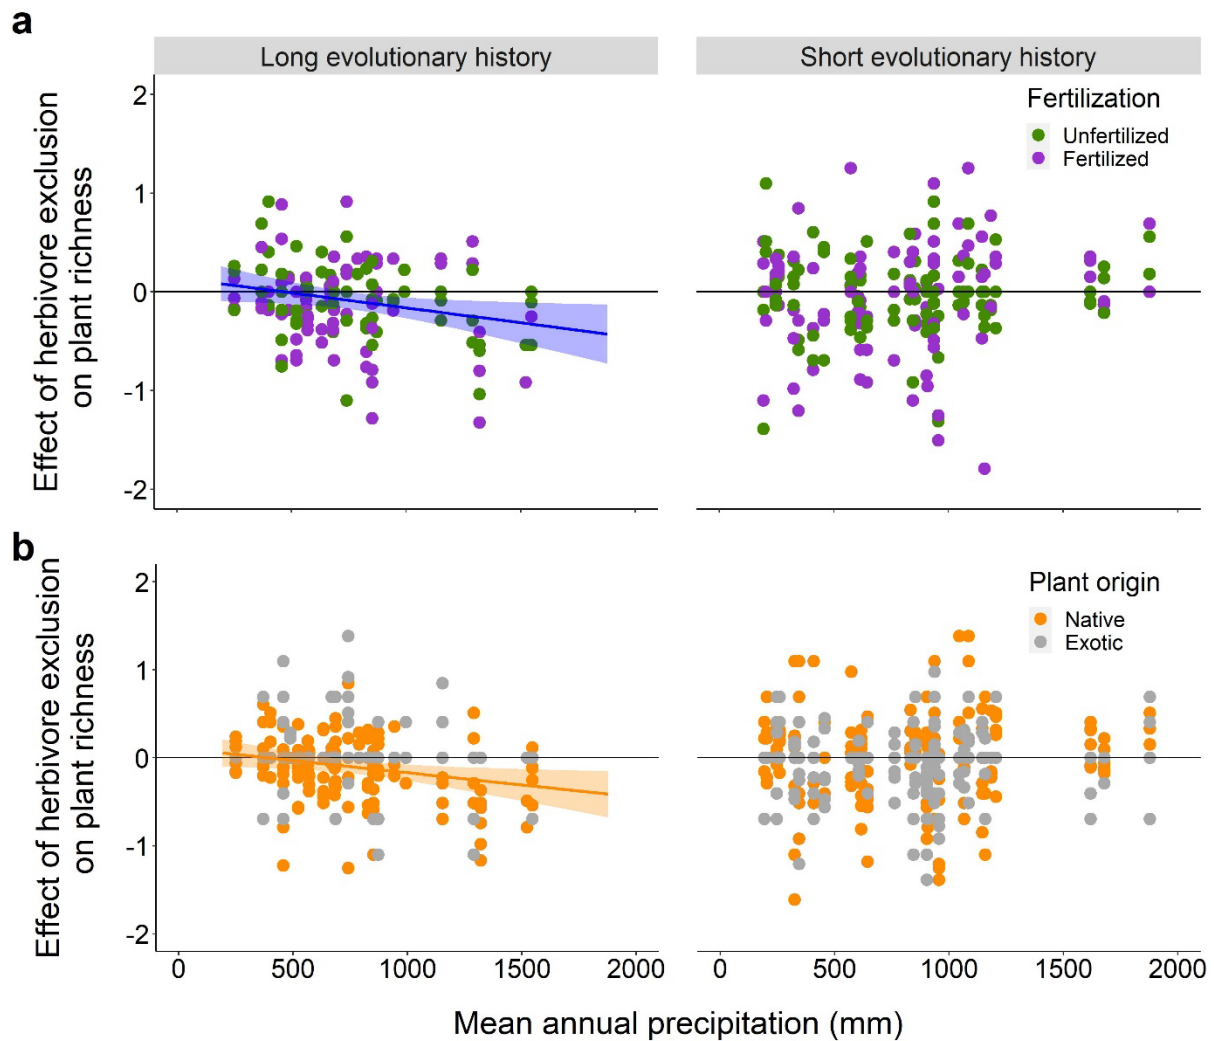 a
Long evolutionary history
Short evolutionary history
Effect of herbivore exclusion
on plant richness
2
1
0
-1
-2
Fertilization
Unfertilized
Fertilized
b
Effect of herbivore exclusion
on plant richness
2
1
0
-1
-2
Plant origin
Native
Exotic
0 500 1000 1500 2000
0 500 1000 1500 2000
Mean annual precipitation (mm)